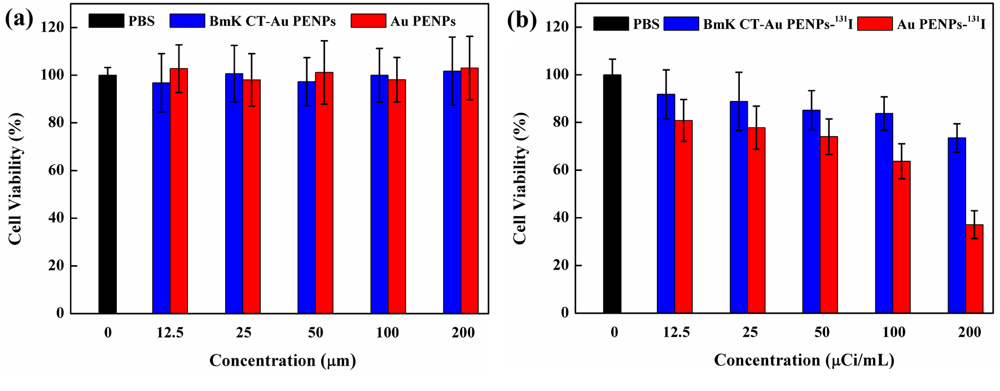 (a)
PBS BmK CT-Au PENPs Au PENPs
120
100
80
60
40
20
0
Cell Viability (%)
0 12.5 25 50 100 200
Concentration (μm)
(b)
PBS BmK CT-Au PENPs-¹³¹I Au PENPs-¹³¹I
120
100
80
60
40
20
0
Cell Viability (%)
0 12.5 25 50 100 200
Concentration (μCi/mL)